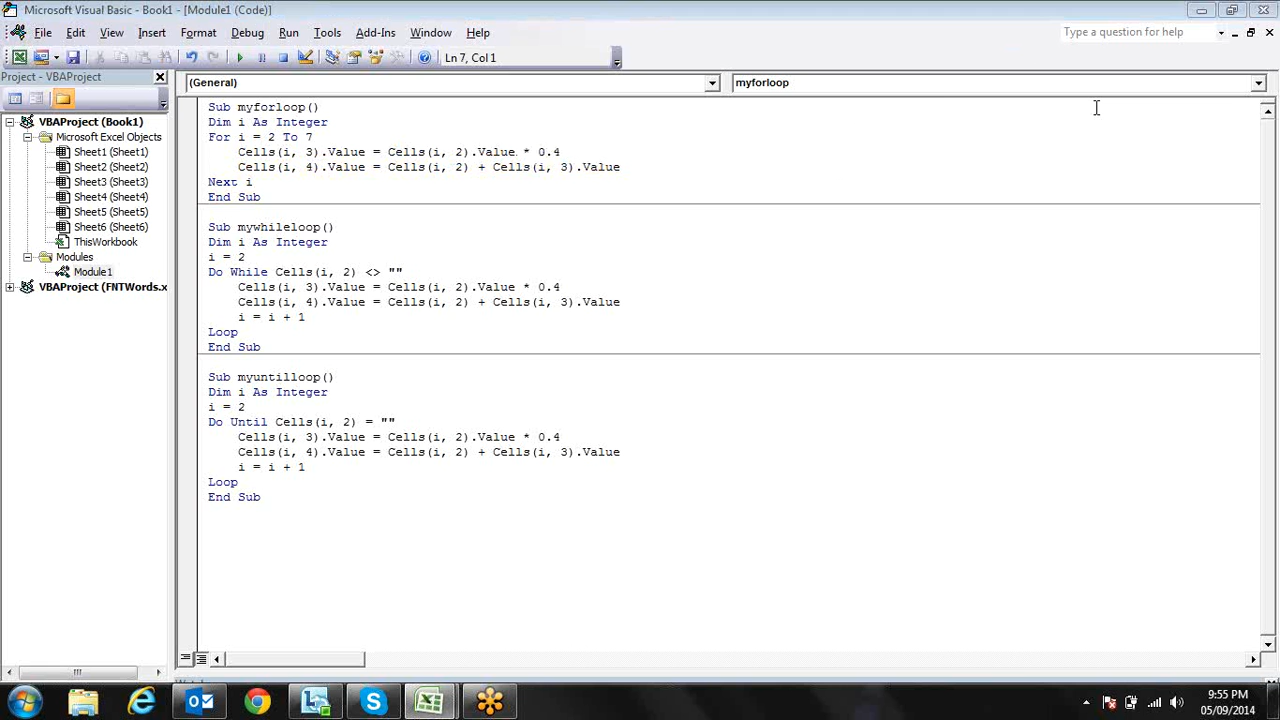 Microsoft Visual Basic - Book1 - [Module1 (Code)]
File Edit View Insert Format Debug Run Tools Add-Ins Window Help
Type a question for help
Ln 7, Col 1
Project - VBAProject
(General)
myforloop
VBAProject (Book1)
Microsoft Excel Objects
Sheet1 (Sheet1)
Sheet2 (Sheet2)
Sheet3 (Sheet3)
Sheet4 (Sheet4)
Sheet5 (Sheet5)
Sheet6 (Sheet6)
ThisWorkbook
Modules
Module1
VBAProject (FNTWords.x
Sub myforloop()
Dim i As Integer
For i = 2 To 7
    Cells(i, 3).Value = Cells(i, 2).Value * 0.4
    Cells(i, 4).Value = Cells(i, 2) + Cells(i, 3).Value
Next i
End Sub
Sub mywhileloop()
Dim i As Integer
i = 2
Do While Cells(i, 2) <> ""
    Cells(i, 3).Value = Cells(i, 2).Value * 0.4
    Cells(i, 4).Value = Cells(i, 2) + Cells(i, 3).Value
    i = i + 1
Loop
End Sub
Sub myuntilloop()
Dim i As Integer
i = 2
Do Until Cells(i, 2) = ""
    Cells(i, 3).Value = Cells(i, 2).Value * 0.4
    Cells(i, 4).Value = Cells(i, 2) + Cells(i, 3).Value
    i = i + 1
Loop
End Sub
9:55 PM
05/09/2014